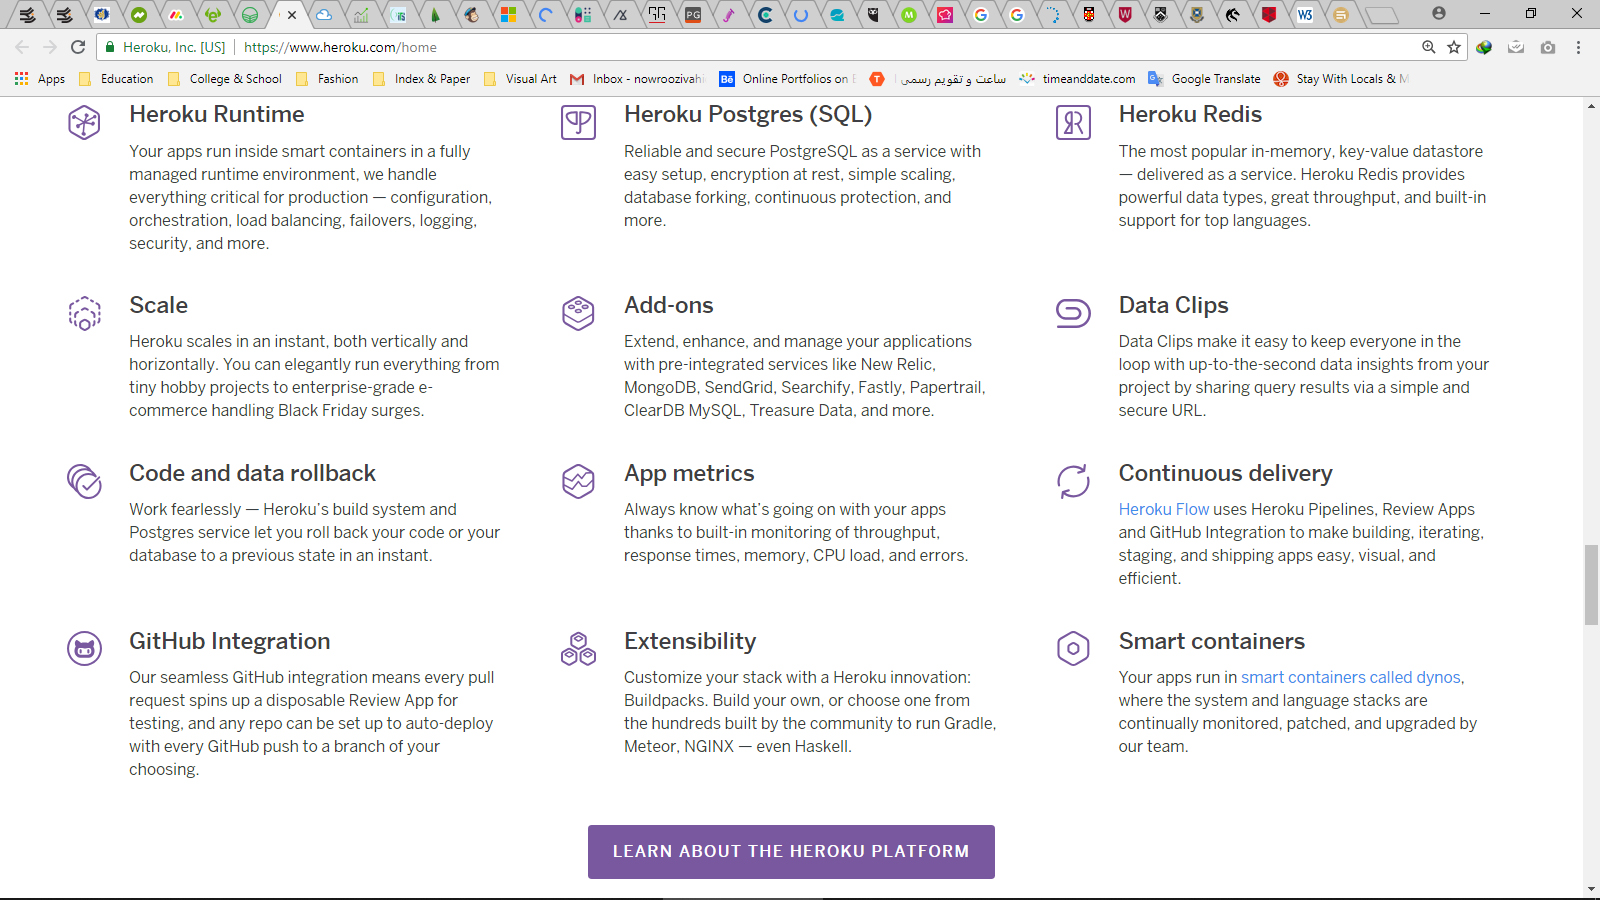 Heroku, Inc. [US]
https://www.heroku.com/home
Apps
Education
College & School
Fashion
Index & Paper
Visual Art
Inbox - nowroozivahi
Online Portfolios on
ساعت و تقویم رسمی
timeanddate.com
Google Translate
Stay With Locals &
Heroku Runtime
Your apps run inside smart containers in a fully
managed runtime environment, we handle
everything critical for production — configuration,
orchestration, load balancing, failovers, logging,
security, and more.
Heroku Postgres (SQL)
Reliable and secure PostgreSQL as a service with
easy setup, encryption at rest, simple scaling,
database forking, continuous protection, and
more.
Heroku Redis
The most popular in-memory, key-value datastore
— delivered as a service. Heroku Redis provides
powerful data types, great throughput, and built-in
support for top languages.
Scale
Heroku scales in an instant, both vertically and
horizontally. You can elegantly run everything from
tiny hobby projects to enterprise-grade e-
commerce handling Black Friday surges.
Add-ons
Extend, enhance, and manage your applications
with pre-integrated services like New Relic,
MongoDB, SendGrid, Searchify, Fastly, Papertrail,
ClearDB MySQL, Treasure Data, and more.
Data Clips
Data Clips make it easy to keep everyone in the
loop with up-to-the-second data insights from your
project by sharing query results via a simple and
secure URL.
Code and data rollback
Work fearlessly — Heroku's build system and
Postgres service let you roll back your code or your
database to a previous state in an instant.
App metrics
Always know what's going on with your apps
thanks to built-in monitoring of throughput,
response times, memory, CPU load, and errors.
Continuous delivery
Heroku Flow uses Heroku Pipelines, Review Apps
and GitHub Integration to make building, iterating,
staging, and shipping apps easy, visual, and
efficient.
GitHub Integration
Our seamless GitHub integration means every pull
request spins up a disposable Review App for
testing, and any repo can be set up to auto-deploy
with every GitHub push to a branch of your
choosing.
Extensibility
Customize your stack with a Heroku innovation:
Buildpacks. Build your own, or choose one from
the hundreds built by the community to run Gradle,
Meteor, NGINX — even Haskell.
Smart containers
Your apps run in smart containers called dynos,
where the system and language stacks are
continually monitored, patched, and upgraded by
our team.
LEARN ABOUT THE HEROKU PLATFORM